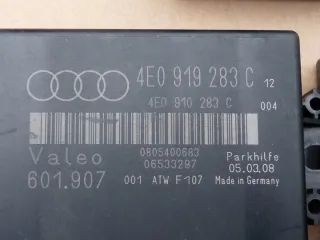 4E0 919 283 C 12
4E0 910 283 C 004
Valeo 0805400683 Parkhilfe
601.907 06533287 05.03.08
001 ATW F107 Made in Germany